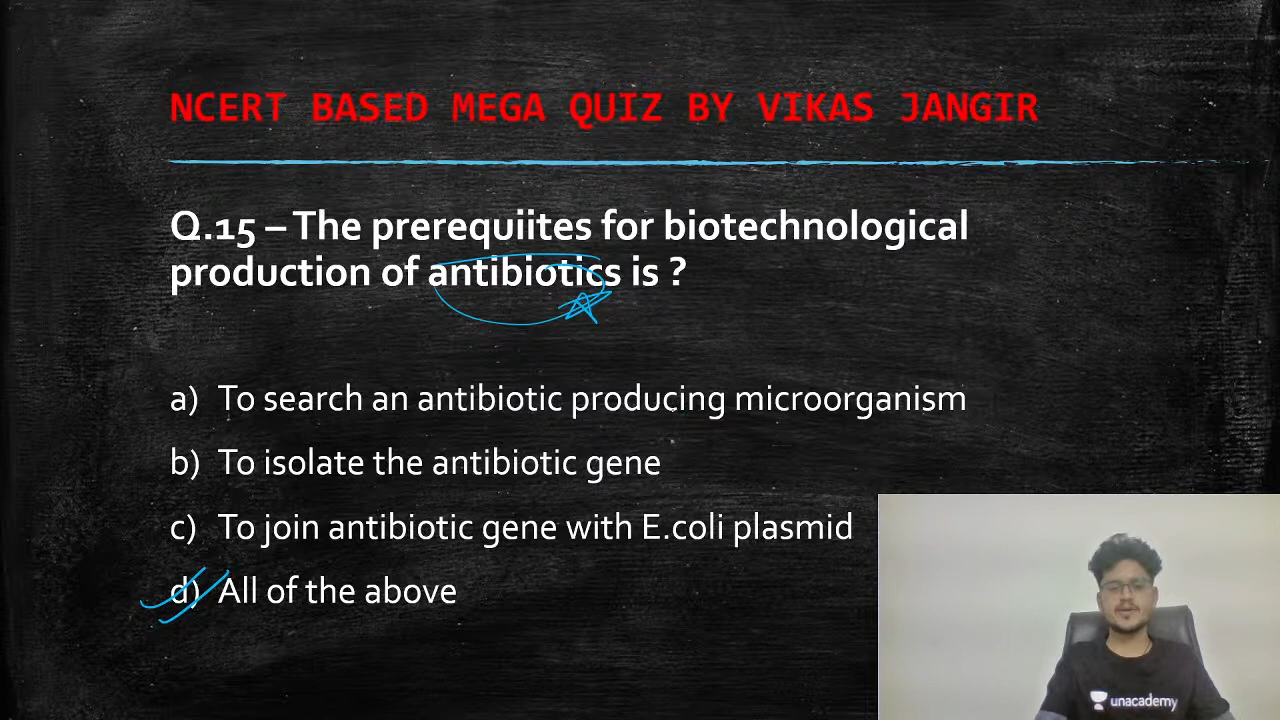 NCERT BASED MEGA QUIZ BY VIKAS JANGIR
Q.15 – The prerequiites for biotechnological
production of antibiotics is ?
a) To search an antibiotic producing microorganism
b) To isolate the antibiotic gene
c) To join antibiotic gene with E.coli plasmid
d) All of the above
unacademy